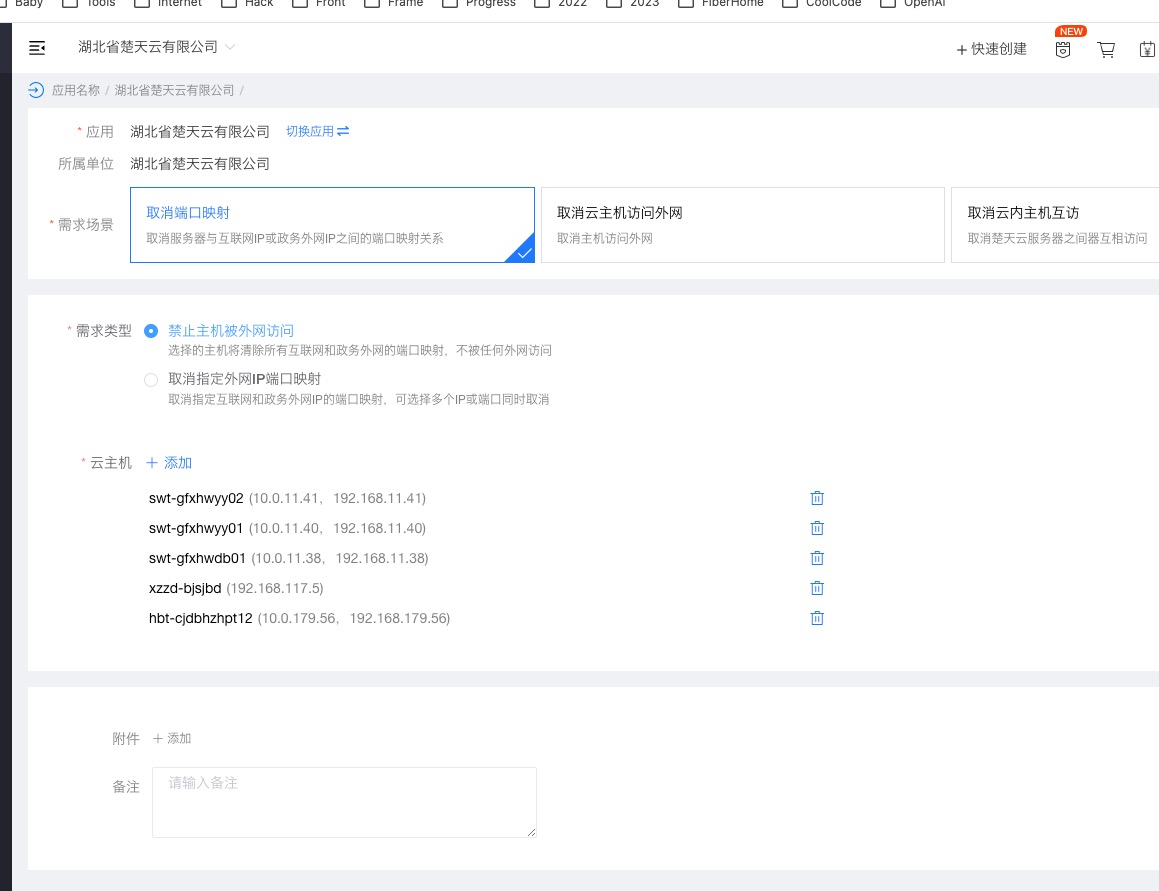 Baby Tools Internet Hack Front Frame Progress 2022 2023 FiberHome CoolCode OpenAI
湖北省楚天云有限公司 快速创建 NEW
应用名称 / 湖北省楚天云有限公司 /
* 应用 湖北省楚天云有限公司 切换应用
所属单位 湖北省楚天云有限公司
* 需求场景
取消端口映射
取消服务器与互联网IP或政务外网IP之间的端口映射关系
取消云主机访问外网
取消主机访问外网
取消云内主机互访
取消楚天云服务器之间器互相访问
* 需求类型 禁止主机被外网访问
选择的主机将清除所有互联网和政务外网的端口映射，不被任何外网访问
取消指定外网IP端口映射
取消指定互联网和政务外网IP的端口映射，可选择多个IP或端口同时取消
* 云主机 + 添加
swt-gfxhwyy02 (10.0.11.41，192.168.11.41)
swt-gfxhwyy01 (10.0.11.40，192.168.11.40)
swt-gfxhwdb01 (10.0.11.38，192.168.11.38)
xzzd-bjsjbd (192.168.117.5)
hbt-cjdbhzhpt12 (10.0.179.56，192.168.179.56)
附件 + 添加
备注 请输入备注